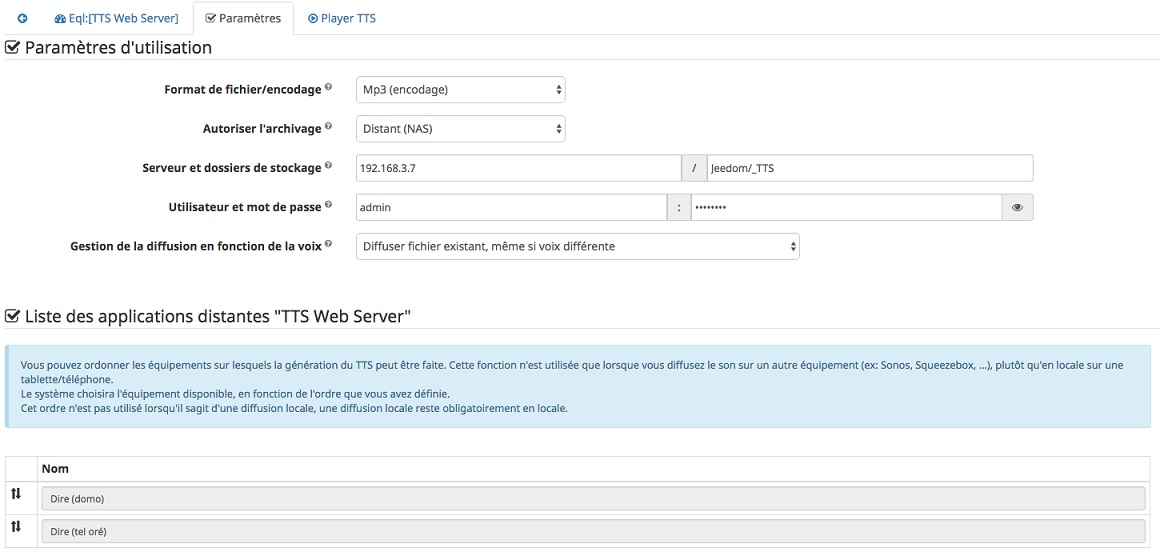 Eql:[TTS Web Server] Paramètres Player TTS
Paramètres d'utilisation
Format de fichier/encodage ? Mp3 (encodage)
Autoriser l'archivage ? Distant (NAS)
Serveur et dossiers de stockage ? 192.168.3.7 / Jeedom/_TTS
Utilisateur et mot de passe ? admin : ••••••••
Gestion de la diffusion en fonction de la voix ? Diffuser fichier existant, même si voix différente
Liste des applications distantes "TTS Web Server"
Vous pouvez ordonner les équipements sur lesquels la génération du TTS peut être faite. Cette fonction n'est utilisée que lorsque vous diffusez le son sur un autre équipement (ex: Sonos, Squeezebox, ...), plutôt qu'en locale sur une
tablette/téléphone.
Le système choisira l'équipement disponible, en fonction de l'ordre que vous avez définie.
Cet ordre n'est pas utilisé lorsqu'il sagit d'une diffusion locale, une diffusion locale reste obligatoirement en locale.
Nom
Dire (domo)
Dire (tel oré)